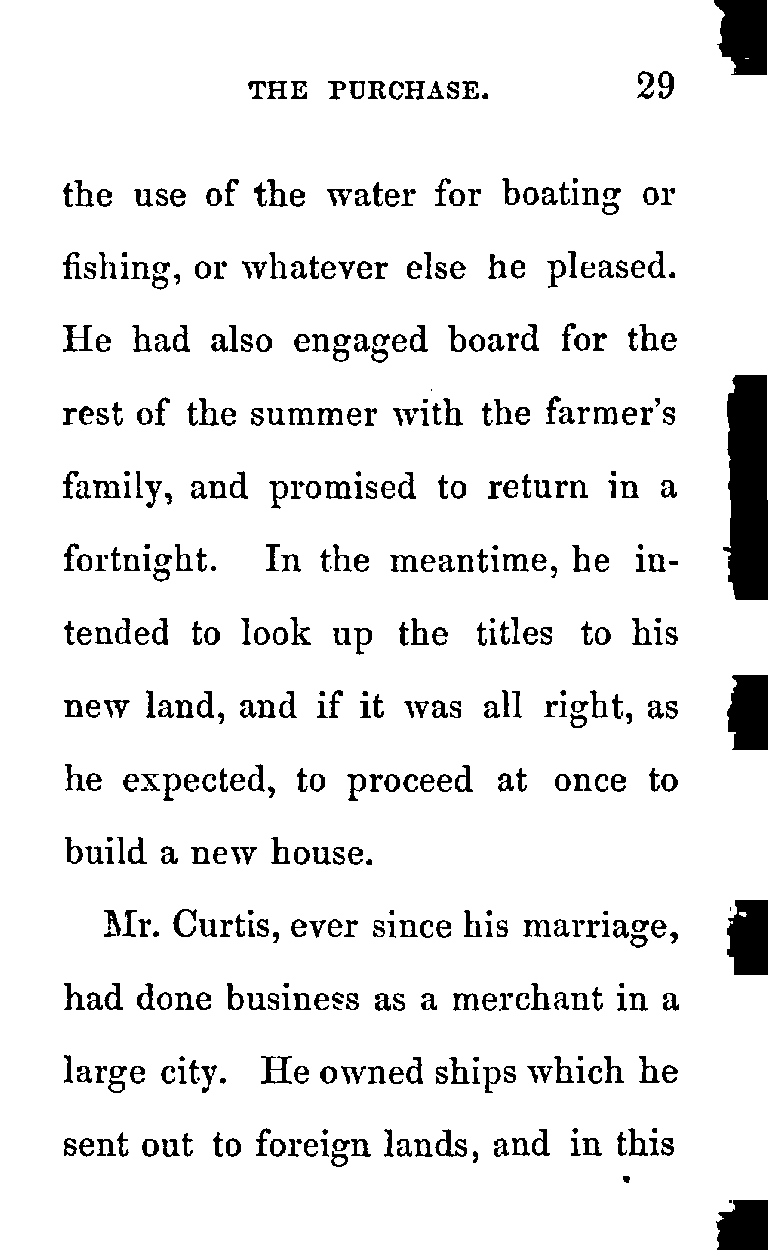 THE PURCHASE. 29
the use of the water for boating or
fishing, or whatever else he pleased.
He had also engaged board for the
rest of the summer with the farmer's
family, and promised to return in a
fortnight. In the meantime, he in-
tended to look up the titles to his
new land, and if it was all right, as
he expected, to proceed at once to
build a new house.
Mr. Curtis, ever since his marriage,
had done business as a merchant in a
large city. He owned ships which he
sent out to foreign lands, and in this